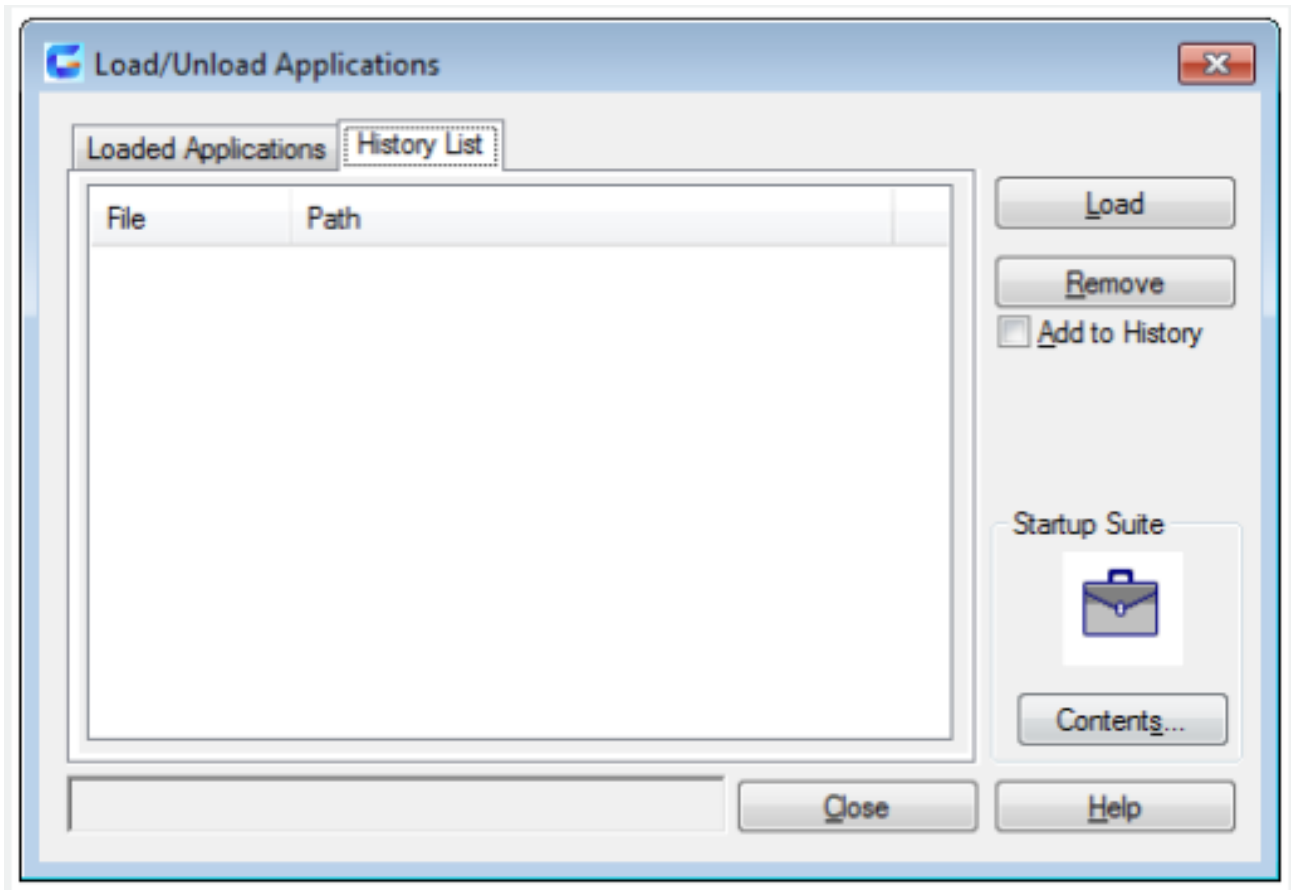 Load/Unload Applications
Loaded Applications
History List
File
Path
Load
Remove
Add to History
Startup Suite
Contents...
Close
Help